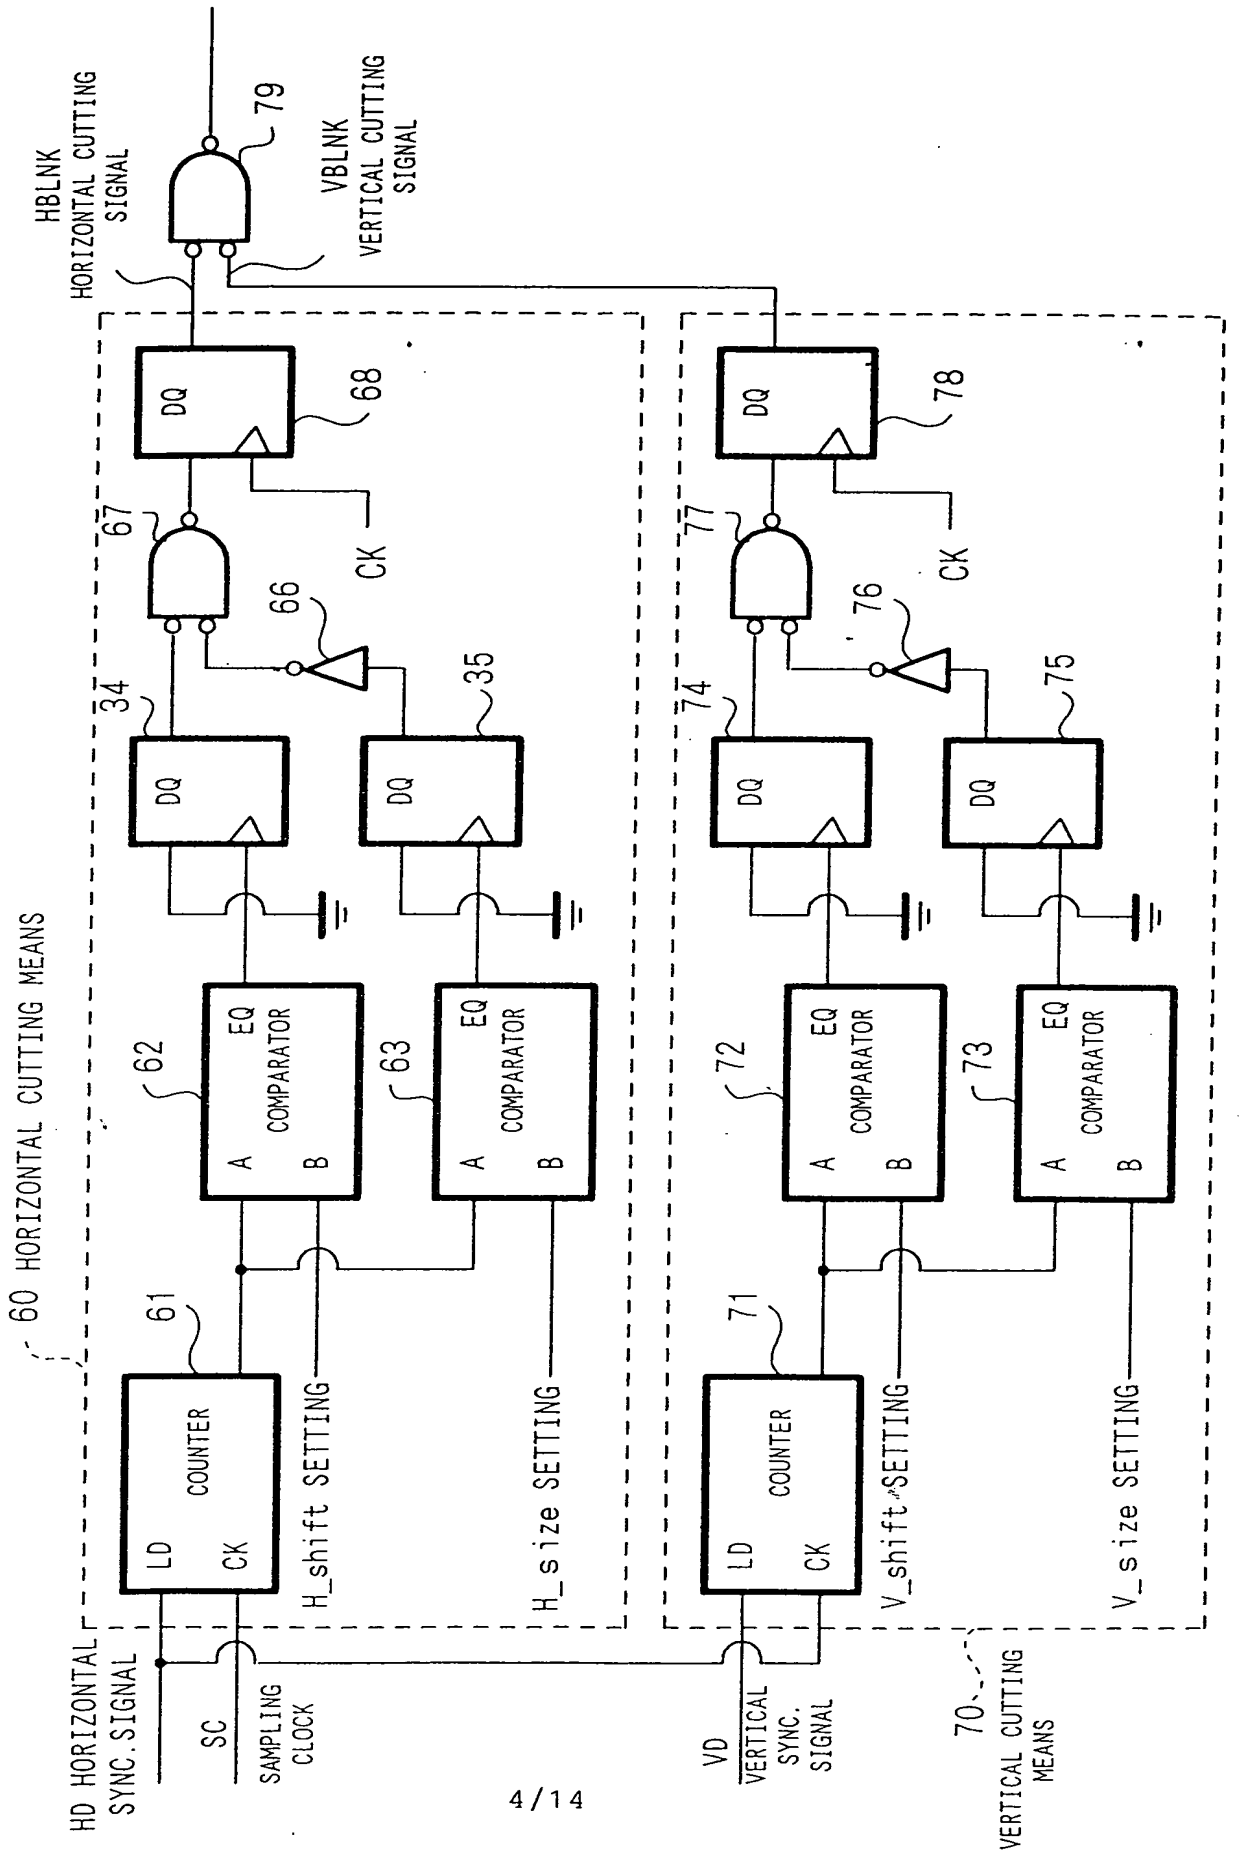 60 HORIZONTAL CUTTING MEANS
HD HORIZONTAL
SYNC.SIGNAL
SC
SAMPLING
CLOCK
LD
CK
COUNTER
61
H_shift SETTING
H_size SETTING
62
A
B
EQ
COMPARATOR
63
A
B
EQ
COMPARATOR
34
DQ
35
DQ
66
67
CK
DQ
68
HBLNK
HORIZONTAL CUTTING
SIGNAL
79
VBLNK
VERTICAL CUTTING
SIGNAL
VD
VERTICAL
SYNC.
SIGNAL
70
VERTICAL CUTTING
MEANS
LD
CK
COUNTER
71
V_shift SETTING
V_size SETTING
72
A
B
EQ
COMPARATOR
73
A
B
EQ
COMPARATOR
74
DQ
75
DQ
76
77
CK
DQ
78
4/14